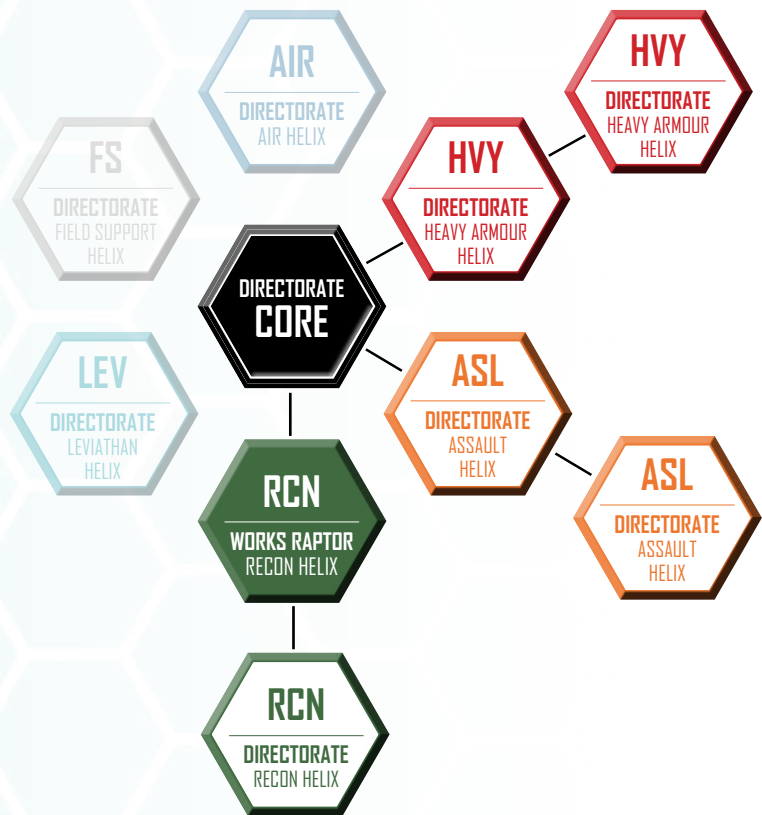 AIR
DIRECTORATE
AIR HELIX
HVY
DIRECTORATE
HEAVY ARMOUR
HELIX
FS
DIRECTORATE
FIELD SUPPORT
HELIX
HVY
DIRECTORATE
HEAVY ARMOUR
HELIX
DIRECTORATE
CORE
LEV
DIRECTORATE
LEVIATHAN
HELIX
ASL
DIRECTORATE
ASSAULT
HELIX
RCN
WORKS RAPTOR
RECON HELIX
ASL
DIRECTORATE
ASSAULT
HELIX
RCN
DIRECTORATE
RECON HELIX